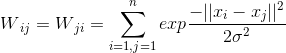 $W_{ij} = W_{ji} = \sum_{i=1,j=1}^{n} exp\frac{-||x_i - x_j||^2}{2\sigma^2}$